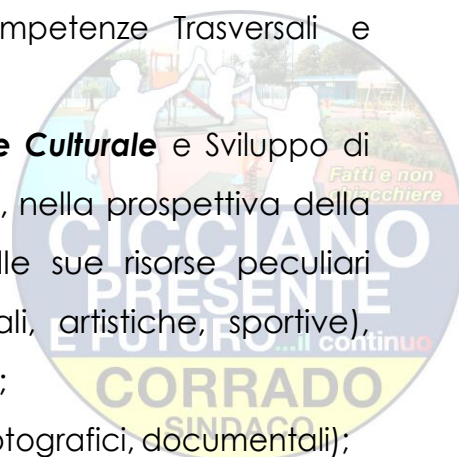 mpetenze Trasversali e
e Culturale e Sviluppo di
, nella prospettiva della
lle sue risorse peculiari
ali, artistiche, sportive),
;
otografici, documentali);
Fatti e non
chiacchiere
CICCIANO
PRESENTE
E FUTURO...il continuo
CORRADO
SINDACO